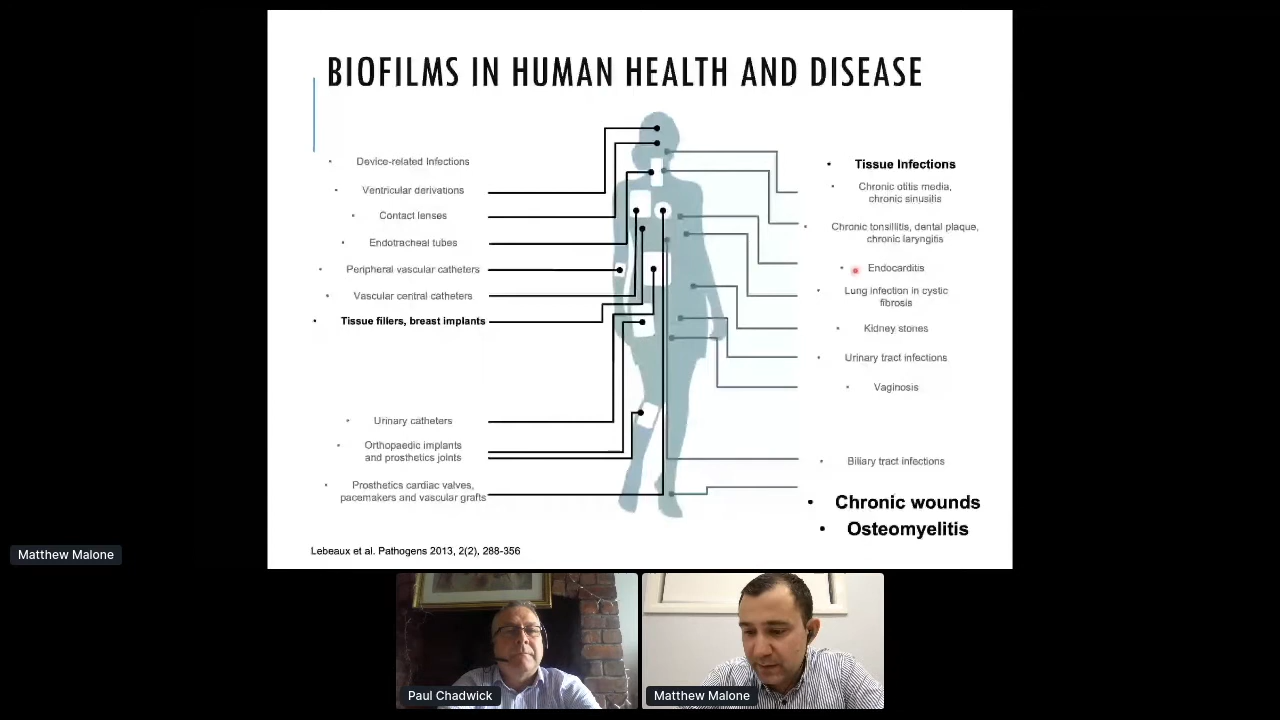 BIOFILMS IN HUMAN HEALTH AND DISEASE
• Device-related Infections
• Ventricular derivations
• Contact lenses
• Endotracheal tubes
• Peripheral vascular catheters
• Vascular central catheters
• Tissue fillers, breast implants
• Urinary catheters
• Orthopaedic implants
and prosthetics joints
• Prosthetics cardiac valves,
pacemakers and vascular grafts
• Tissue Infections
• Chronic otitis media,
chronic sinusitis
• Chronic tonsillitis, dental plaque,
chronic laryngitis
• Endocarditis
• Lung infection in cystic
fibrosis
• Kidney stones
• Urinary tract infections
• Vaginosis
• Biliary tract infections
• Chronic wounds
• Osteomyelitis
Lebeaux et al. Pathogens 2013, 2(2), 288-356
Matthew Malone
Paul Chadwick
Matthew Malone